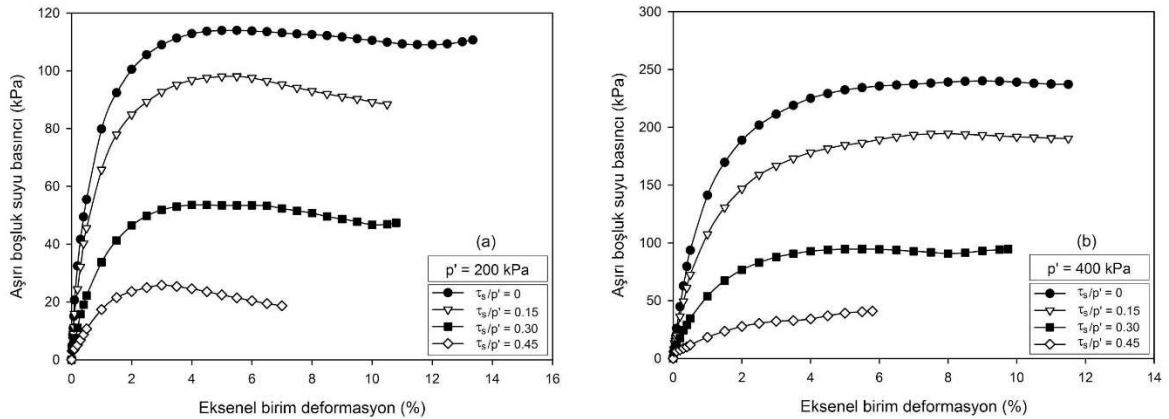 Aşırı boşluk suyu basıncı (kPa)
120
100
80
60
40
20
0
0 2 4 6 8 10 12 14 16
Eksenel birim deformasyon (%)
(a)
p' = 200 kPa
τs/p' = 0
τs/p' = 0.15
τs/p' = 0.30
τs/p' = 0.45
Aşırı boşluk suyu basıncı (kPa)
300
250
200
150
100
50
0
0 2 4 6 8 10 12 14
Eksenel birim deformasyon (%)
(b)
p' = 400 kPa
τs/p' = 0
τs/p' = 0.15
τs/p' = 0.30
τs/p' = 0.45